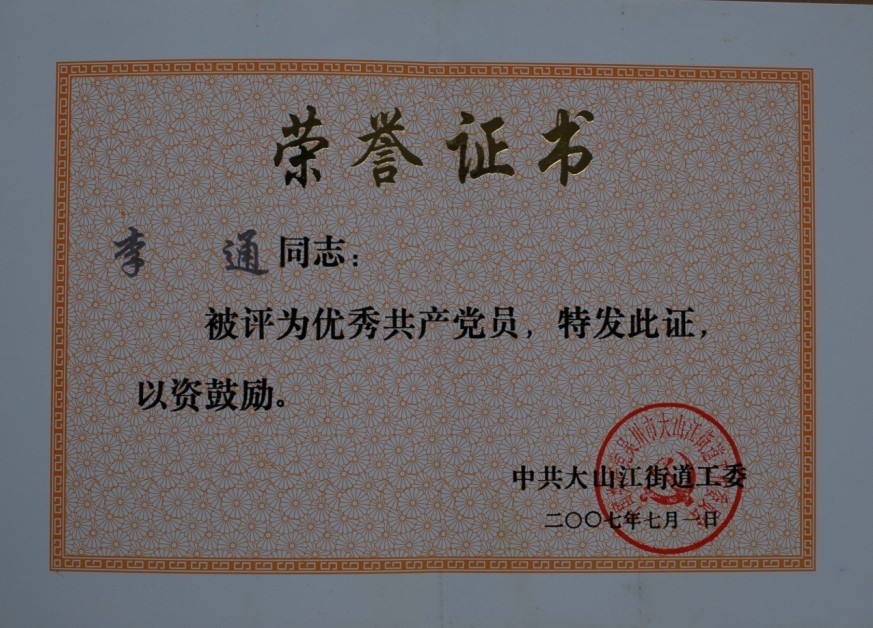 荣誉证书
李 通同志：
被评为优秀共产党员，特发此证，
以资鼓励。
中共大山江街道工委
二〇〇七年七月一日